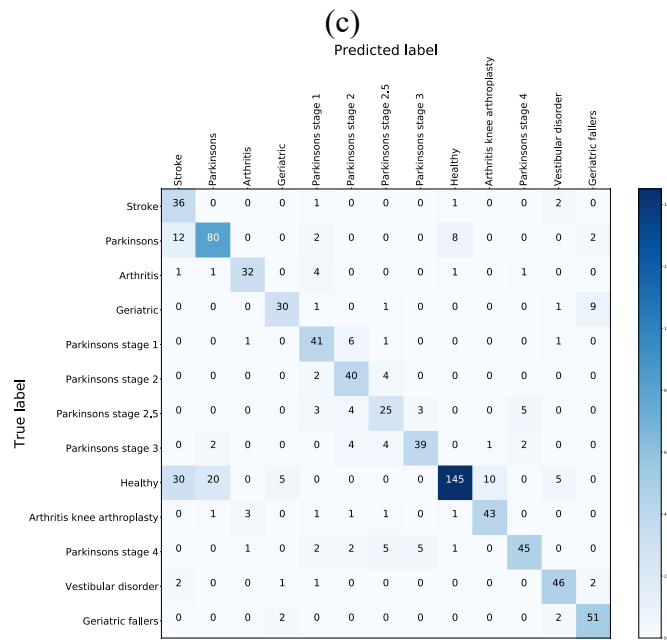 (c)
Predicted label
Stroke Parkinsons Arthritis Geriatric Parkinsons stage 1 Parkinsons stage 2 Parkinsons stage 2.5 Parkinsons stage 3 Healthy Arthritis knee arthroplasty Parkinsons stage 4 Vestibular disorder Geriatric fallers
True label
Stroke 36 0 0 0 1 0 0 0 1 0 0 2 0
Parkinsons 12 80 0 0 2 0 0 0 8 0 0 0 2
Arthritis 1 1 32 0 4 0 0 0 1 0 1 0 0
Geriatric 0 0 0 30 1 0 1 0 0 0 0 1 9
Parkinsons stage 1 0 0 1 0 41 6 1 0 0 0 0 1 0
Parkinsons stage 2 0 0 0 0 2 40 4 0 0 0 0 0 0
Parkinsons stage 2,5 0 0 0 0 3 4 25 3 0 0 5 0 0
Parkinsons stage 3 0 2 0 0 0 4 4 39 0 1 2 0 0
Healthy 30 20 0 5 0 0 0 0 145 10 0 5 0
Arthritis knee arthroplasty 0 1 3 0 1 1 1 0 1 43 0 0 0
Parkinsons stage 4 0 0 1 0 2 2 5 5 1 0 45 0 0
Vestibular disorder 2 0 0 1 1 0 0 0 0 0 0 46 2
Geriatric fallers 0 0 0 2 0 0 0 0 0 0 0 2 51